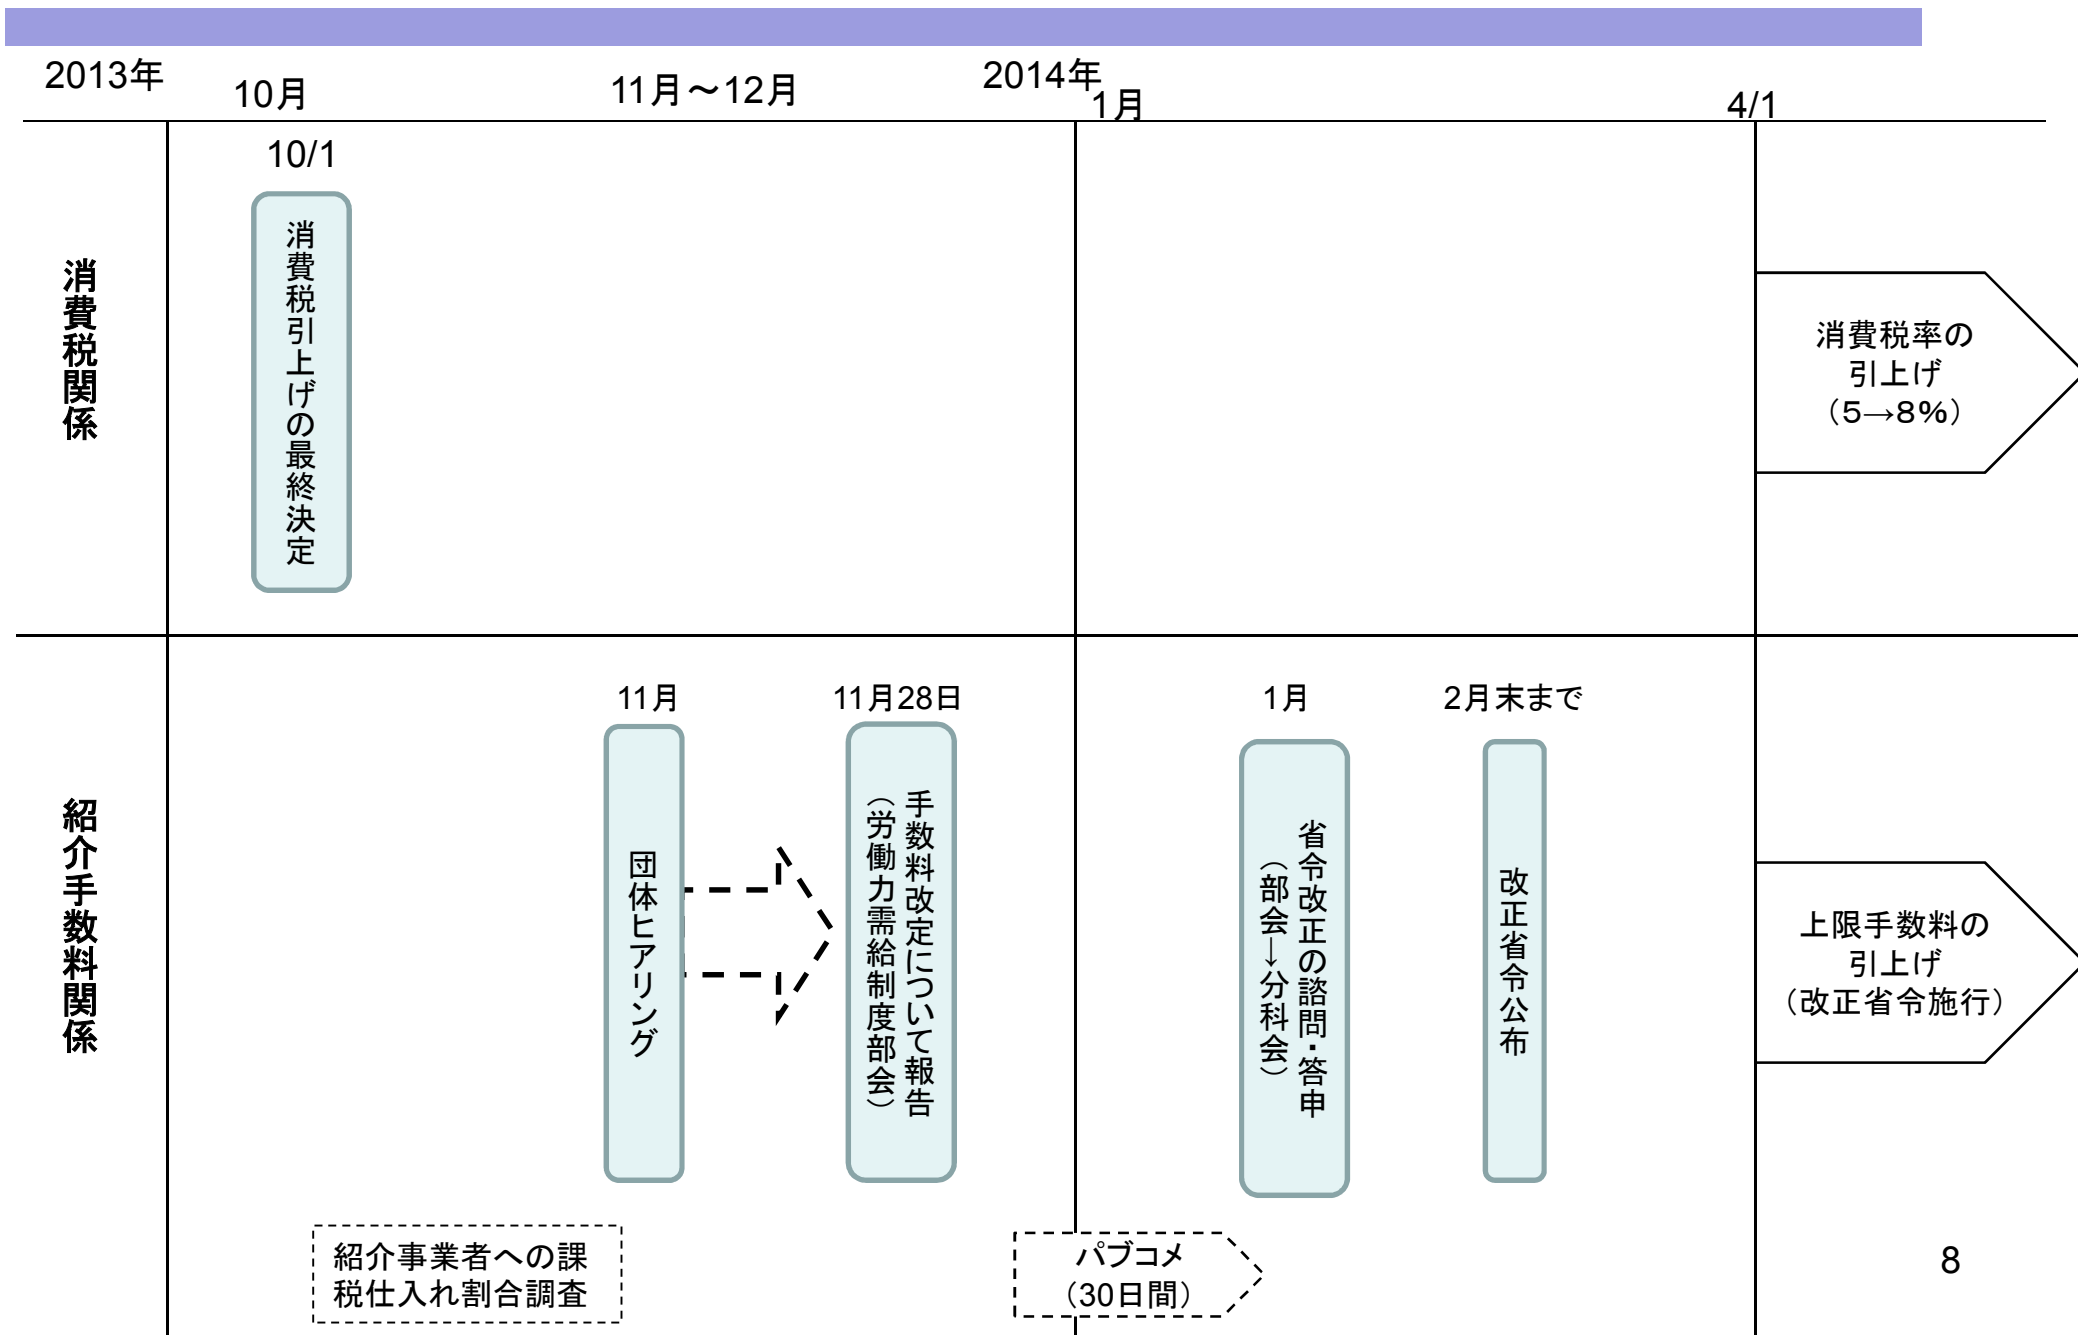 2013年
10月
11月～12月
2014年
1月
4/1
消費税関係
10/1
消費税引上げの最終決定
消費税率の
引上げ
（5→8％）
紹介手数料関係
11月
団体ヒアリング
11月28日
手数料改定について報告
（労働力需給制度部会）
1月
省令改正の諮問・答申
（部会→分科会）
2月末まで
改正省令公布
上限手数料の
引上げ
（改正省令施行）
紹介事業者への課
税仕入れ割合調査
パブコメ
（30日間）
8